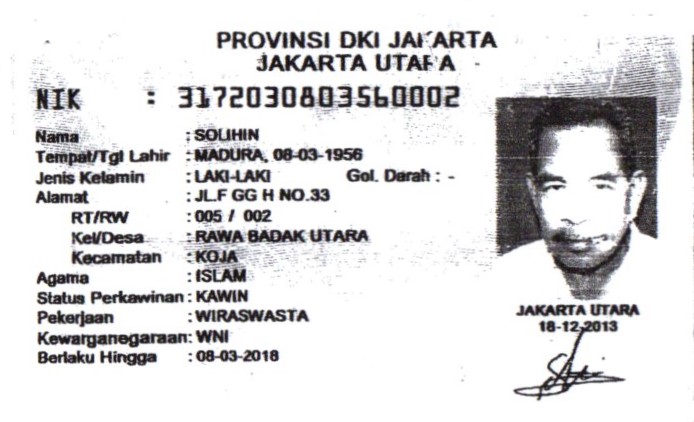 PROVINSI DKI JAKARTA
JAKARTA UTARA
NIK : 3172030803560002
Nama : SOLIHIN
Tempat/Tgl Lahir : MADURA, 08-03-1956
Jenis Kelamin : LAKI-LAKI Gol. Darah : -
Alamat : JL.F GG H NO.33
RT/RW : 005 / 002
Kel/Desa : RAWA BADAK UTARA
Kecamatan : KOJA
Agama : ISLAM
Status Perkawinan : KAWIN
Pekerjaan : WIRASWASTA
Kewarganegaraan: WNI
Berlaku Hingga : 08-03-2018
JAKARTA UTARA
18-12-2013